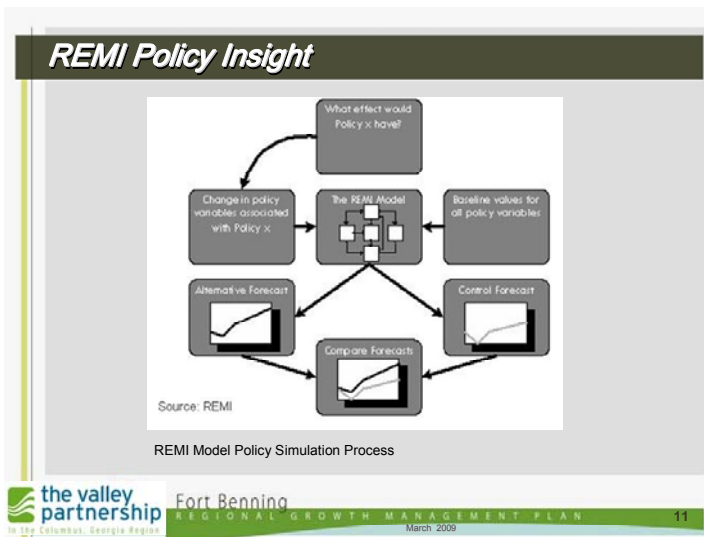 REMI Policy Insight
What effect would
Policy x have?
Change in policy
variables associated
with Policy x
The REMI Model
Baseline values for
all policy variables
Alternative Forecast
Control Forecast
Compare Forecasts
Source: REMI
REMI Model Policy Simulation Process
the valley
partnership
In the Columbus, Georgia Region
Fort Benning
REGIONAL GROWTH MANAGEMENT PLAN
March 2009
11